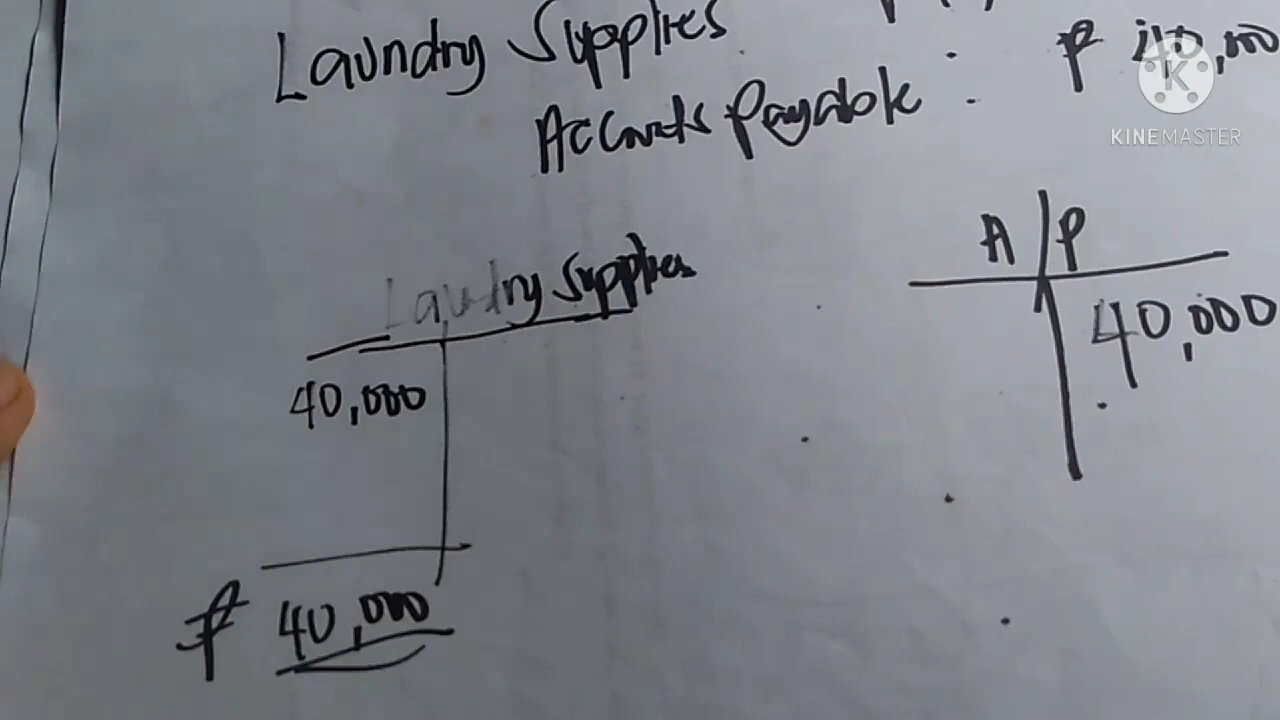 Laundry Supplies ₱ 40,000
Accounts Payable
KINEMASTER
Laundry Supplies
40,000
₱ 40,000
A P
40,000